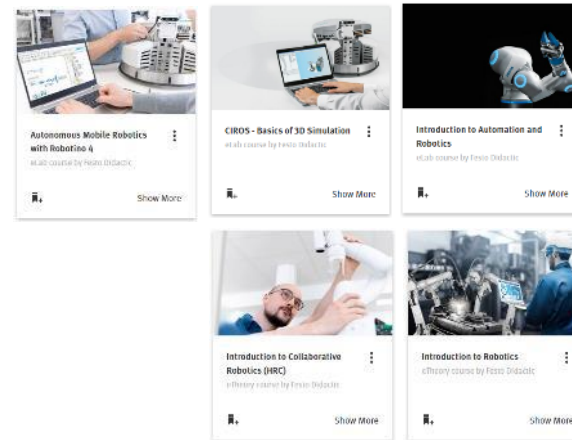 Autonomous Mobile Robotics
with Robotino 4
eLab course by Festo Didactic
Show More
CIROS - Basics of 3D Simulation
eLab course by Festo Didactic
Show More
Introduction to Automation and
Robotics
eLab course by Festo Didactic
Show More
Introduction to Collaborative
Robotics (HRC)
eTheory course by Festo Didactic
Show More
Introduction to Robotics
eTheory course by Festo Didactic
Show More